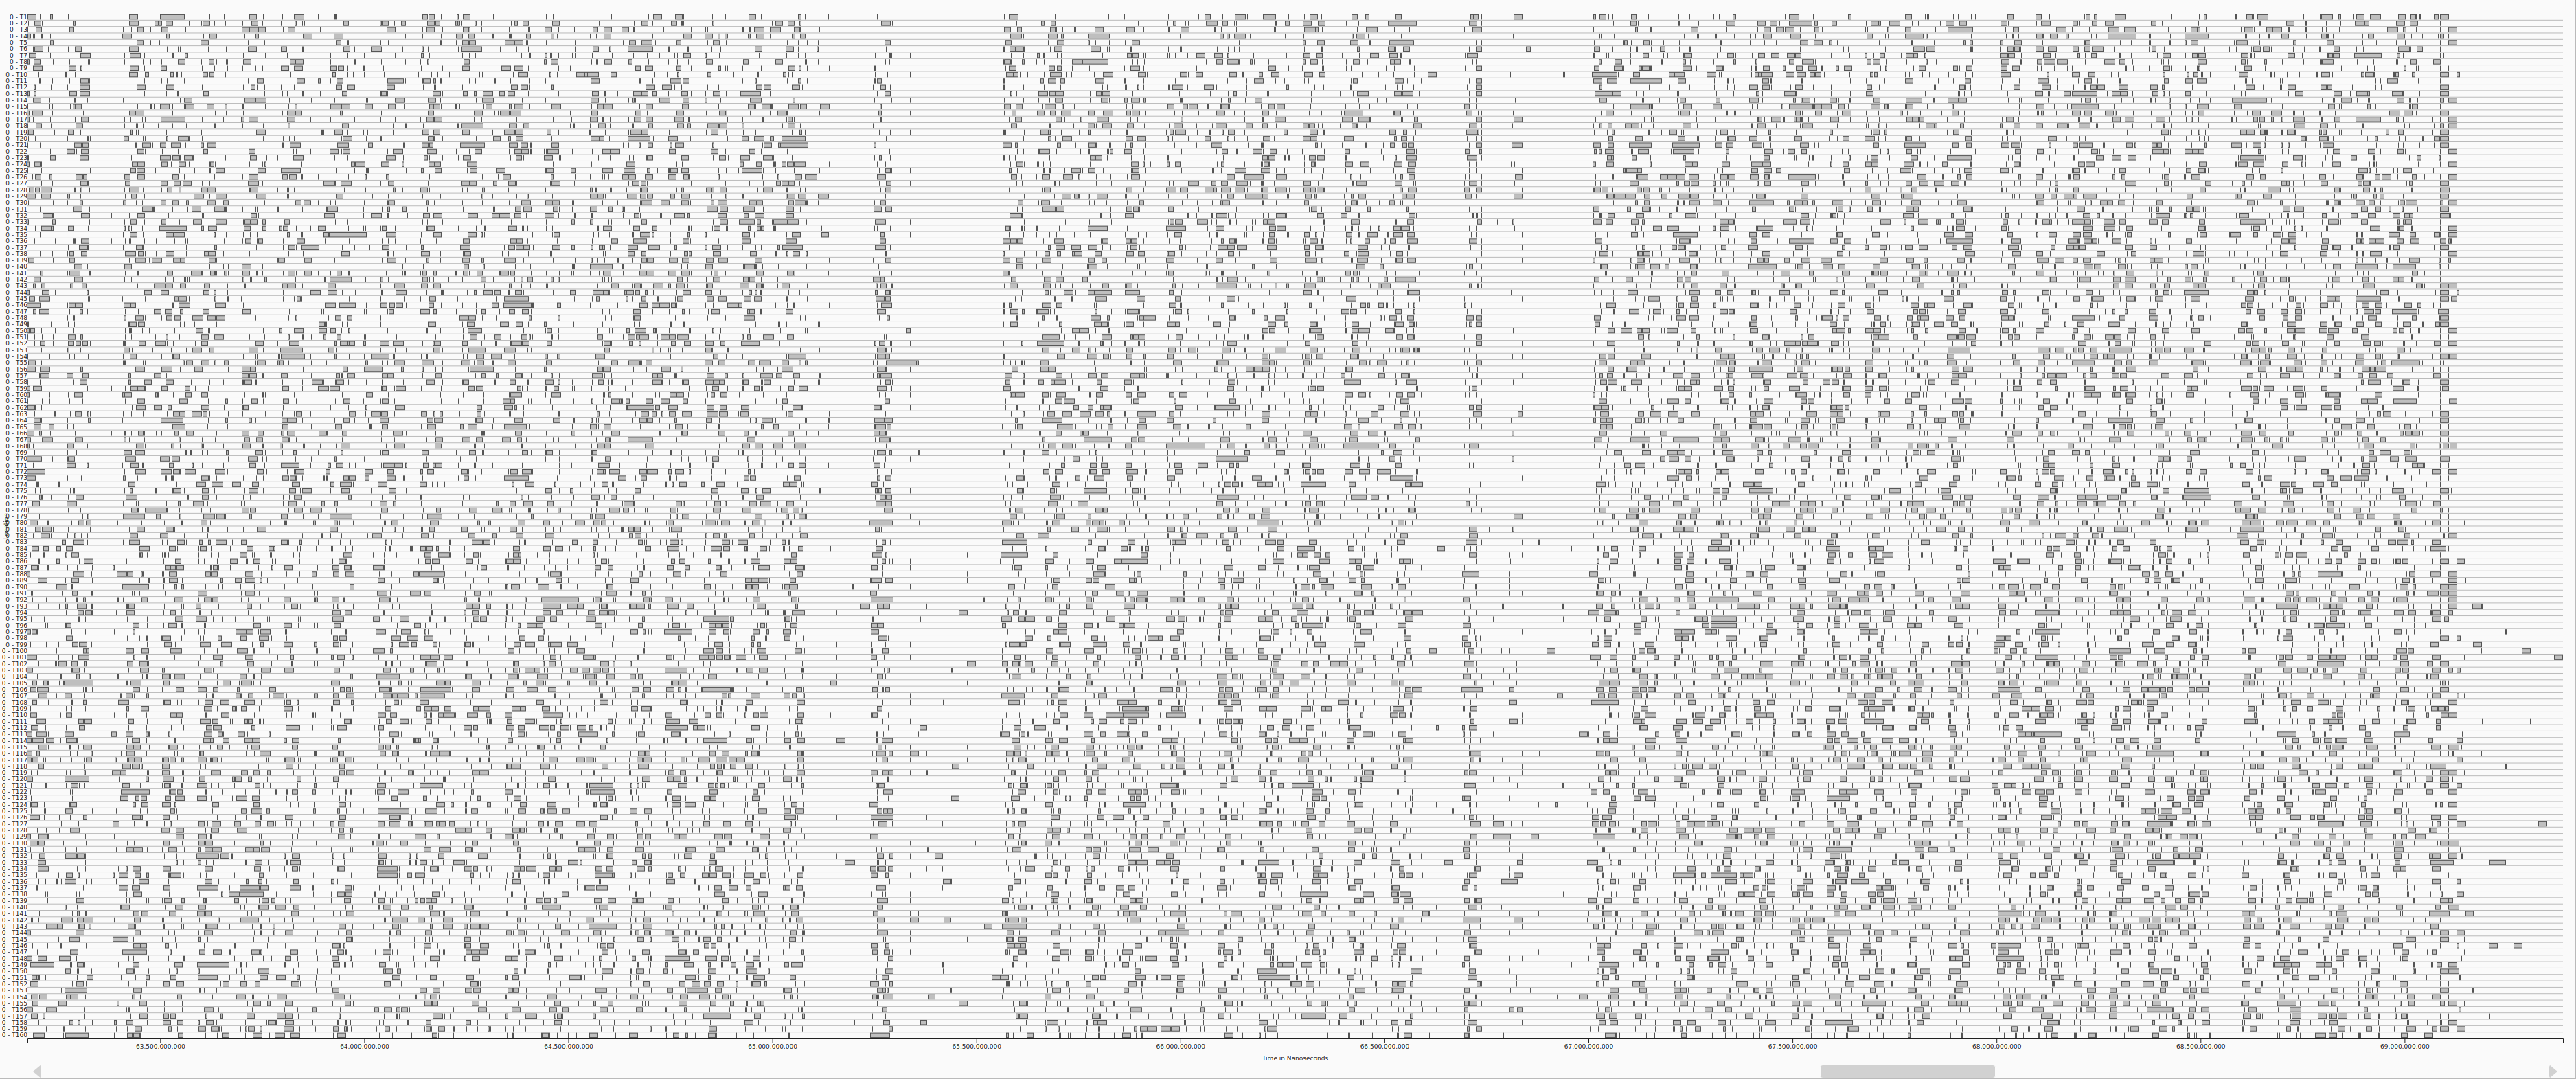 0 - T1
0 - T2
0 - T3
0 - T4
0 - T5
0 - T6
0 - T7
0 - T8
0 - T9
0 - T10
0 - T11
0 - T12
0 - T13
0 - T14
0 - T15
0 - T16
0 - T17
0 - T18
0 - T19
0 - T20
0 - T21
0 - T22
0 - T23
0 - T24
0 - T25
0 - T26
0 - T27
0 - T28
0 - T29
0 - T30
0 - T31
0 - T32
0 - T33
0 - T34
0 - T35
0 - T36
0 - T37
0 - T38
0 - T39
0 - T40
0 - T41
0 - T42
0 - T43
0 - T44
0 - T45
0 - T46
0 - T47
0 - T48
0 - T49
0 - T50
0 - T51
0 - T52
0 - T53
0 - T54
0 - T55
0 - T56
0 - T57
0 - T58
0 - T59
0 - T60
0 - T61
0 - T62
0 - T63
0 - T64
0 - T65
0 - T66
0 - T67
0 - T68
0 - T69
0 - T70
0 - T71
0 - T72
0 - T73
0 - T74
0 - T75
0 - T76
0 - T77
0 - T78
0 - T79
0 - T80
0 - T81
0 - T82
0 - T83
0 - T84
0 - T85
0 - T86
0 - T87
0 - T88
0 - T89
0 - T90
0 - T91
0 - T92
0 - T93
0 - T94
0 - T95
0 - T96
0 - T97
0 - T98
0 - T99
0 - T100
0 - T101
0 - T102
0 - T103
0 - T104
0 - T105
0 - T106
0 - T107
0 - T108
0 - T109
0 - T110
0 - T111
0 - T112
0 - T113
0 - T114
0 - T115
0 - T116
0 - T117
0 - T118
0 - T119
0 - T120
0 - T121
0 - T122
0 - T123
0 - T124
0 - T125
0 - T126
0 - T127
0 - T128
0 - T129
0 - T130
0 - T131
0 - T132
0 - T133
0 - T134
0 - T135
0 - T136
0 - T137
0 - T138
0 - T139
0 - T140
0 - T141
0 - T142
0 - T143
0 - T144
0 - T145
0 - T146
0 - T147
0 - T148
0 - T149
0 - T150
0 - T151
0 - T152
0 - T153
0 - T154
0 - T155
0 - T156
0 - T157
0 - T158
0 - T159
0 - T160
63,500,000,000 64,000,000,000 64,500,000,000 65,000,000,000 65,500,000,000 66,000,000,000 66,500,000,000 67,000,000,000 67,500,000,000 68,000,000,000 68,500,000,000 69,000,000,000
Time in Nanoseconds